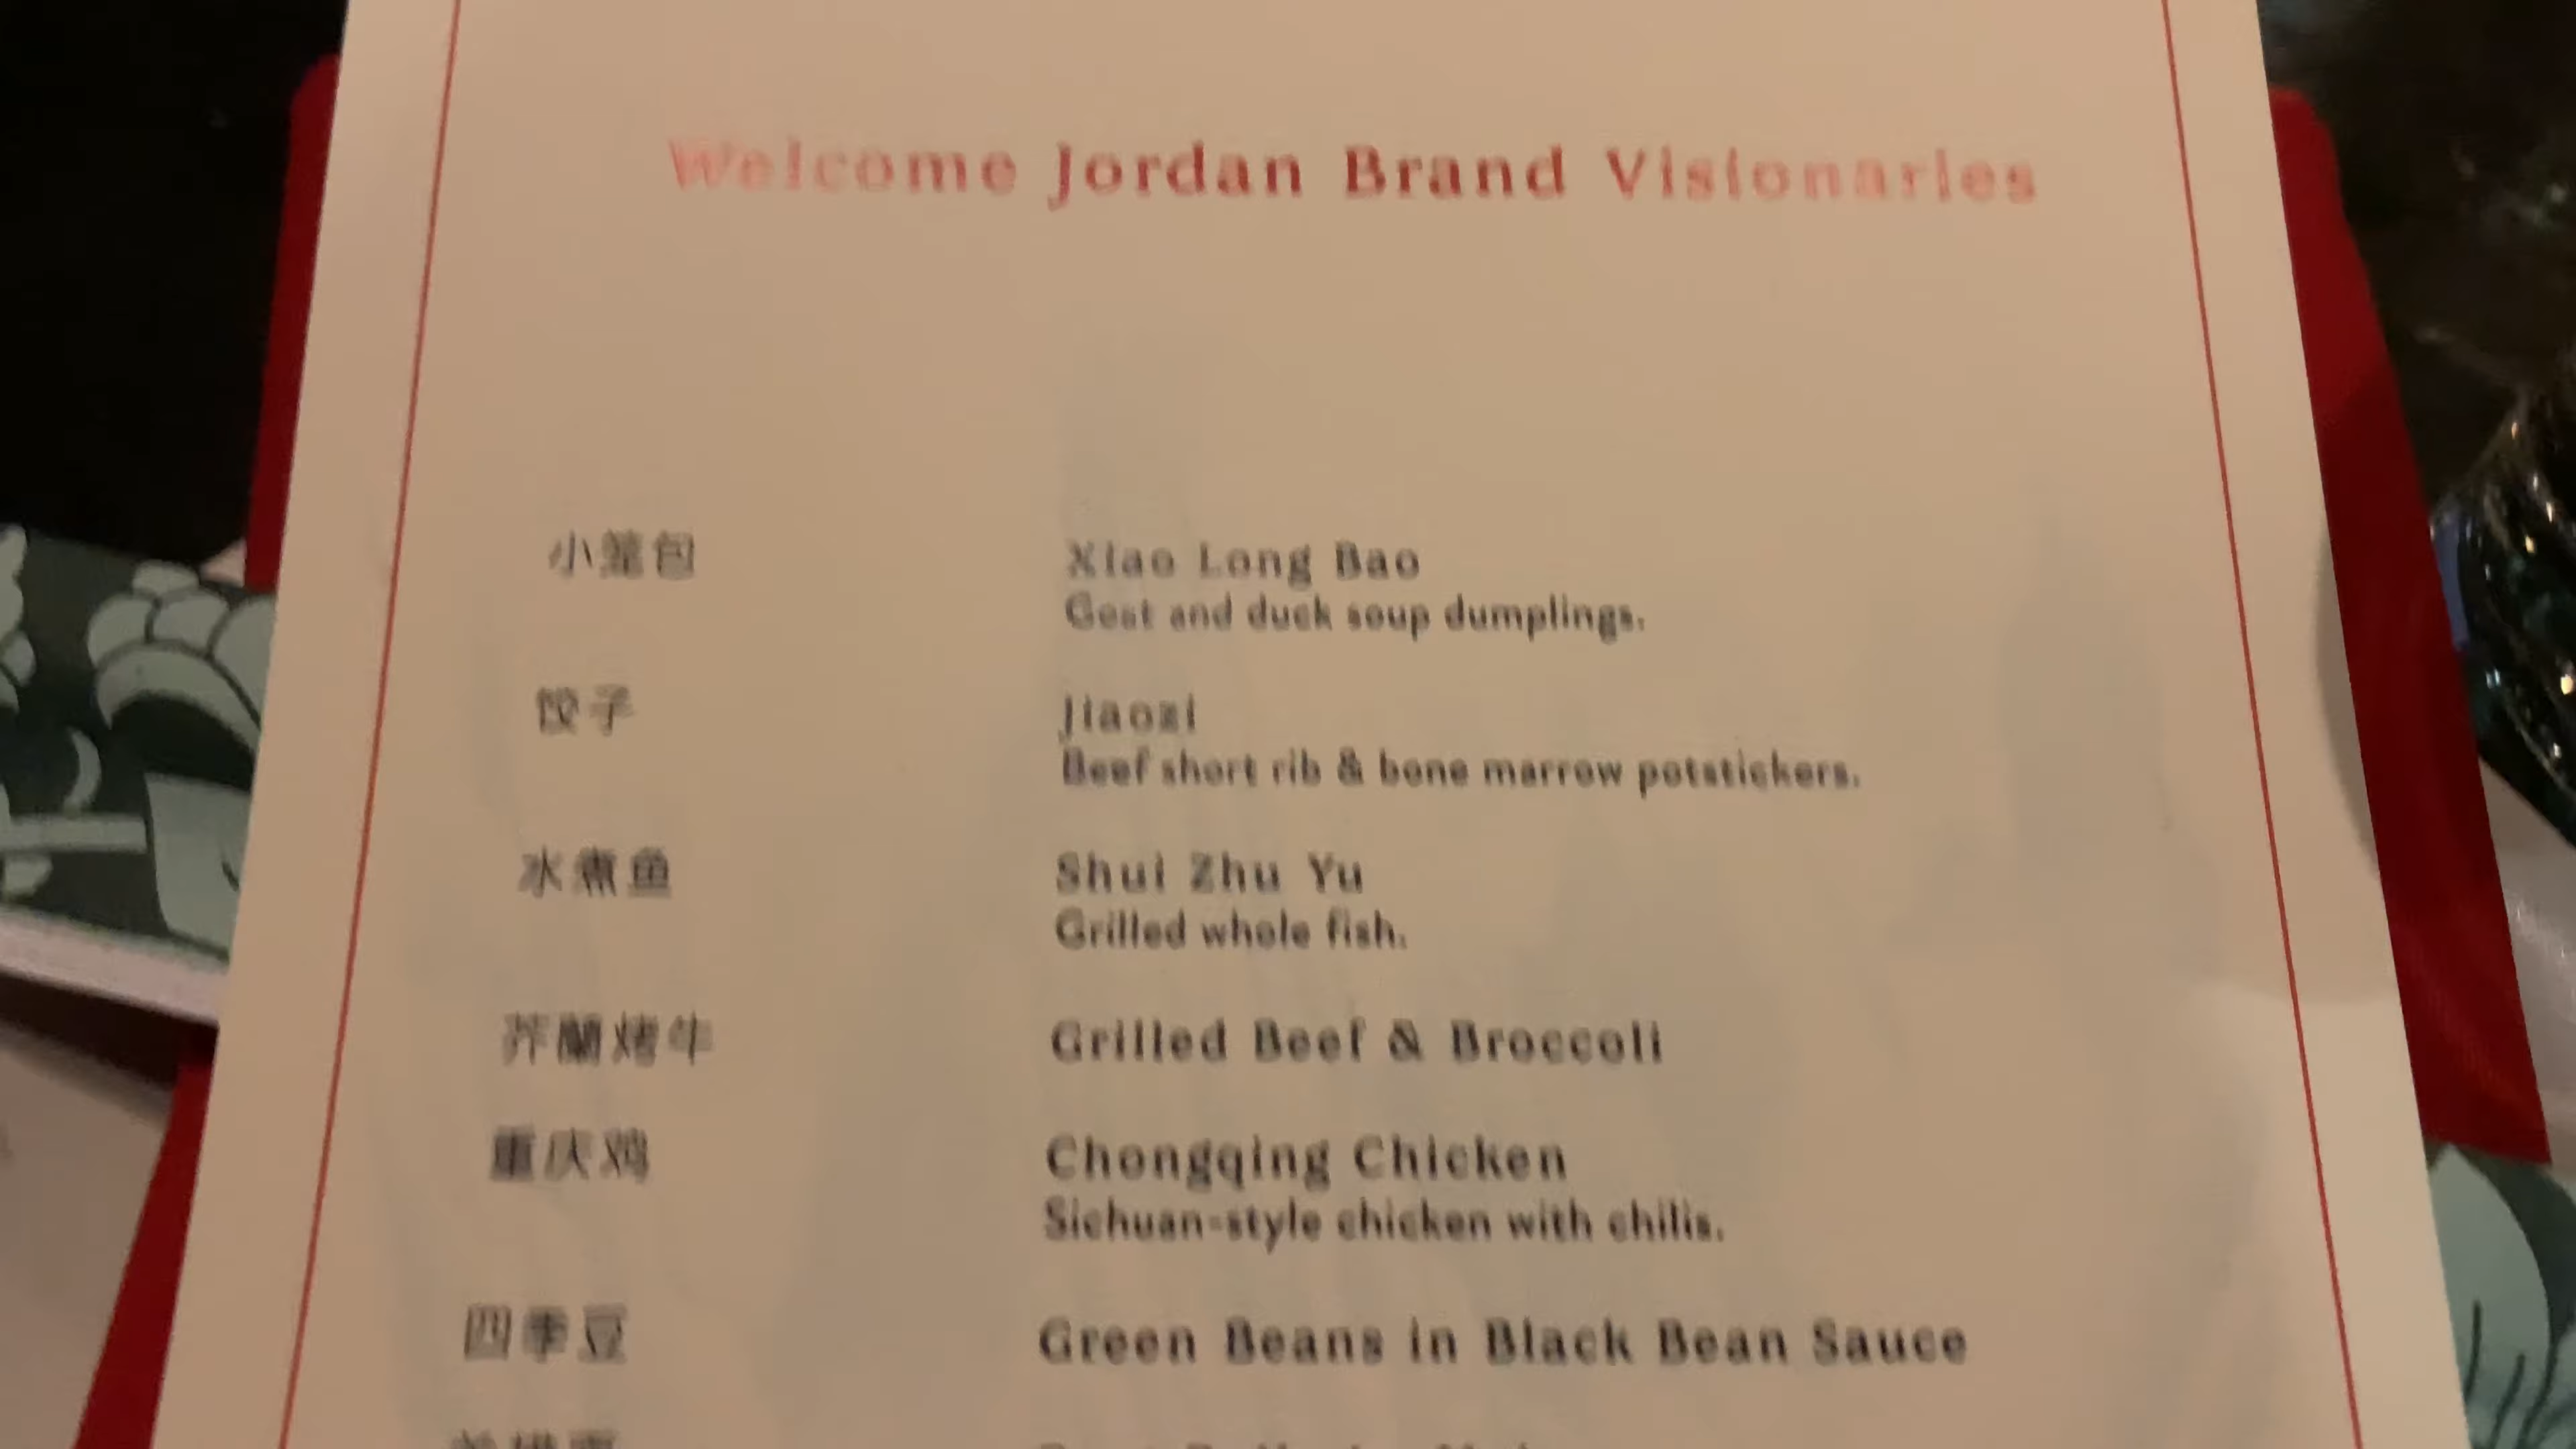 Welcome Jordan Brand Visionaries
小笼包 Xiao Long Bao
Goat and duck soup dumplings.
饺子 Jiaozi
Beef short rib & bone marrow potstickers.
水煮鱼 Shui Zhu Yu
Grilled whole fish.
芥蘭烤牛 Grilled Beef & Broccoli
重庆鸡 Chongqing Chicken
Sichuan-style chicken with chilis.
四季豆 Green Beans in Black Bean Sauce